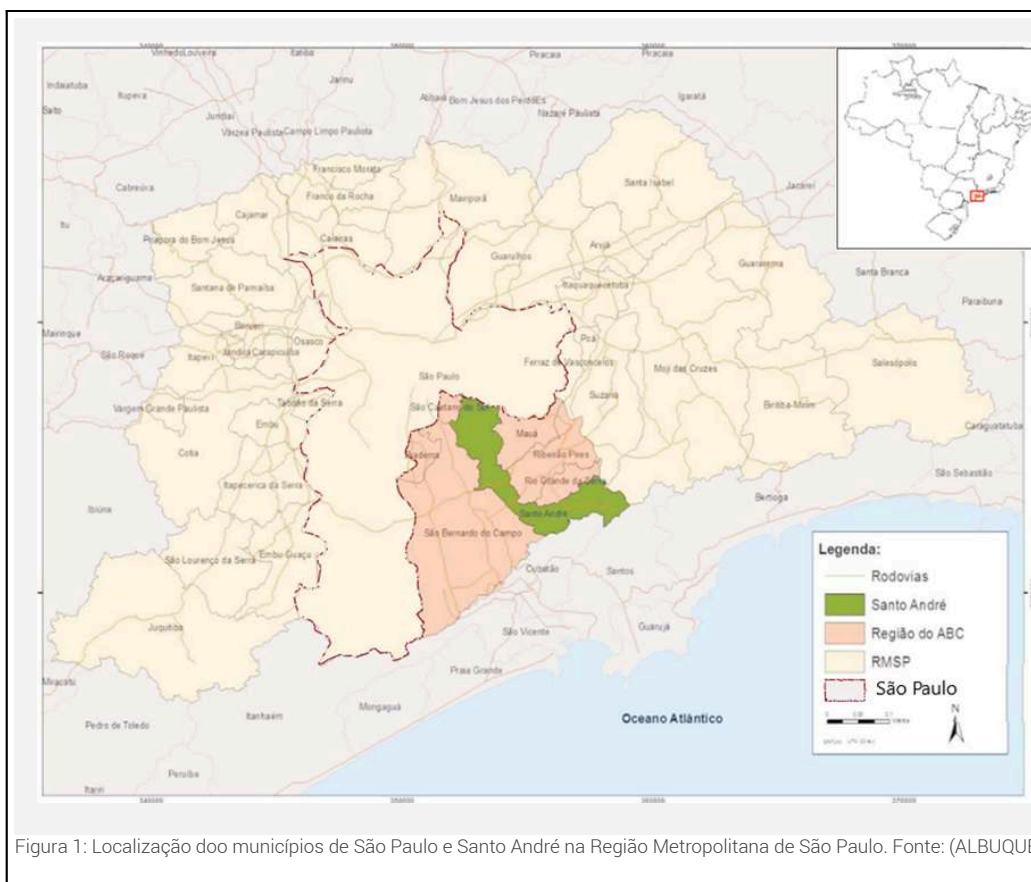 Vinhedo Louveira
Itatiba
Piracaia
Piracaia
Indaiatuba
Itupeva
Jarinu
Salto
Jundiaí
Atibaia
Bom Jesus dos Perdões
Igaratá
Várzea Paulista
Campo Limpo Paulista
Nazaré Paulista
Cabreúva
Francisco Morato
Santa Isabel
Jacareí
Itu
Franco da Rocha
Mairiporã
Cajamar
Caieiras
Arujá
Pirapora do Bom Jesus
Guarulhos
Guararema
Santa Branca
Araçariguama
Santana de Parnaíba
Itaquaquecetuba
Paraibuna
Mairinque
Barueri
Osasco
Poá
São Roque
Itapevi
Jandira
Carapicuíba
Ferraz de Vasconcelos
Salesópolis
São Paulo
Moji das Cruzes
Vargem Grande Paulista
Taboão da Serra
São Caetano do Sul
Suzano
Biritiba-Mirim
Embu
Mauá
Caraguatatuba
Cotia
Diadema
Ribeirão Pires
Itapecerica da Serra
Rio Grande da Serra
São Sebastião
Ibiúna
Santo André
Bertioga
São Bernardo do Campo
São Lourenço da Serra
Embu-Guaçu
Cubatão
Santos
Juquitiba
São Vicente
Guarujá
Praia Grande
Miracatu
Mongaguá
Pedro de Toledo
Itanhaém
Oceano Atlântico
Peruíbe
Itariri
Legenda:
Rodovias
Santo André
Região do ABC
RMSP
São Paulo
N
Figura 1: Localização doo municípios de São Paulo e Santo André na Região Metropolitana de São Paulo. Fonte: (ALBUQUE